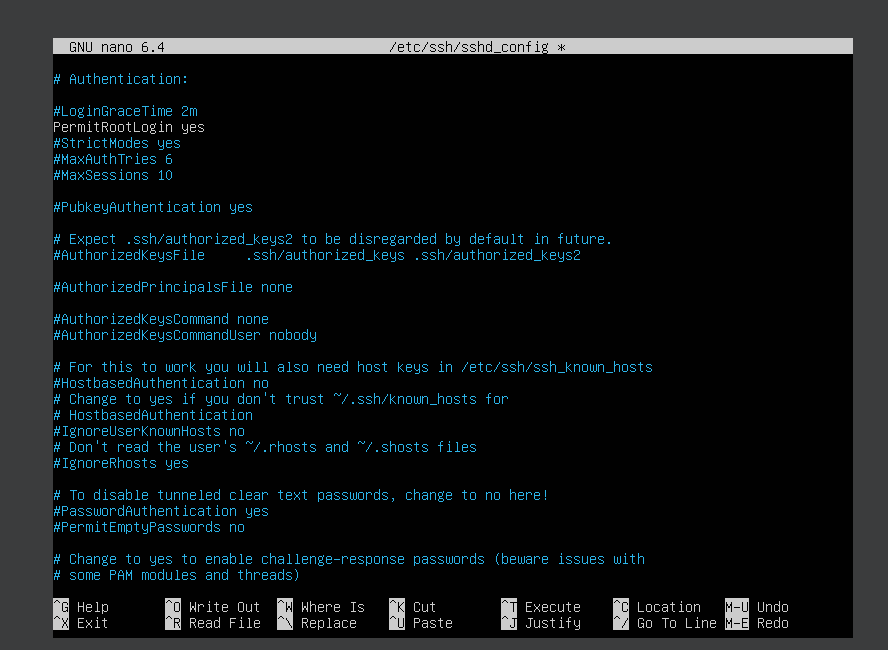 GNU nano 6.4 /etc/ssh/sshd_config *
# Authentication:
#LoginGraceTime 2m
PermitRootLogin yes
#StrictModes yes
#MaxAuthTries 6
#MaxSessions 10
#PubkeyAuthentication yes
# Expect .ssh/authorized_keys2 to be disregarded by default in future.
#AuthorizedKeysFile     .ssh/authorized_keys .ssh/authorized_keys2
#AuthorizedPrincipalsFile none
#AuthorizedKeysCommand none
#AuthorizedKeysCommandUser nobody
# For this to work you will also need host keys in /etc/ssh/ssh_known_hosts
#HostbasedAuthentication no
# Change to yes if you don't trust ~/.ssh/known_hosts for
# HostbasedAuthentication
#IgnoreUserKnownHosts no
# Don't read the user's ~/.rhosts and ~/.shosts files
#IgnoreRhosts yes
# To disable tunneled clear text passwords, change to no here!
#PasswordAuthentication yes
#PermitEmptyPasswords no
# Change to yes to enable challenge-response passwords (beware issues with
# some PAM modules and threads)
^G Help ^O Write Out ^W Where Is ^K Cut ^T Execute ^C Location M-U Undo
^X Exit ^R Read File ^\ Replace ^U Paste ^J Justify ^/ Go To Line M-E Redo